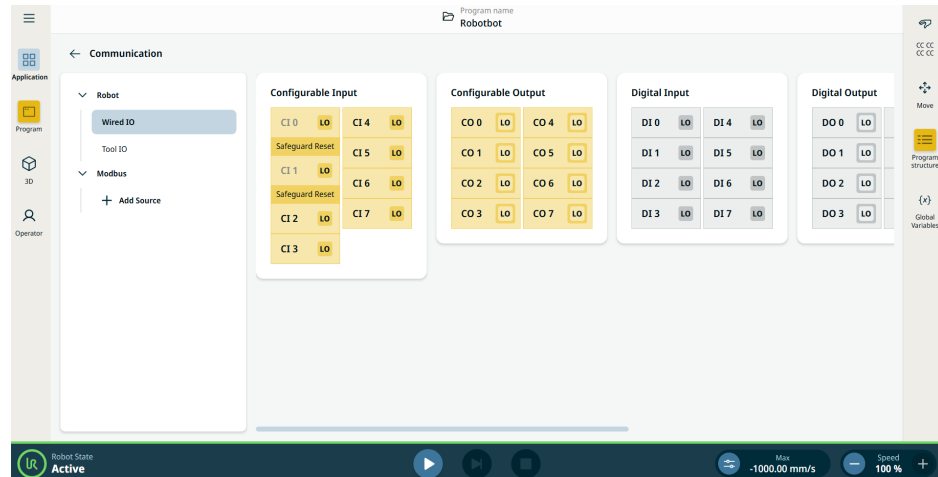 Program name
Robotbot
Application
Program
3D
Operator
Communication
Robot
Wired IO
Tool IO
Modbus
Add Source
Configurable Input
CI 0 LO CI 4 LO
Safeguard Reset
CI 5 LO
CI 1 LO
CI 6 LO
Safeguard Reset
CI 2 LO CI 7 LO
CI 3 LO
Configurable Output
CO 0 LO CO 4 LO
CO 1 LO CO 5 LO
CO 2 LO CO 6 LO
CO 3 LO CO 7 LO
Digital Input
DI 0 LO DI 4 LO
DI 1 LO DI 5 LO
DI 2 LO DI 6 LO
DI 3 LO DI 7 LO
Digital Output
DO 0 LO
DO 1 LO
DO 2 LO
DO 3 LO
CC CC
CC CC
Move
Program
structure
{x}
Global
Variables
UR
Robot State
Active
Max
-1000.00 mm/s
Speed
100 %